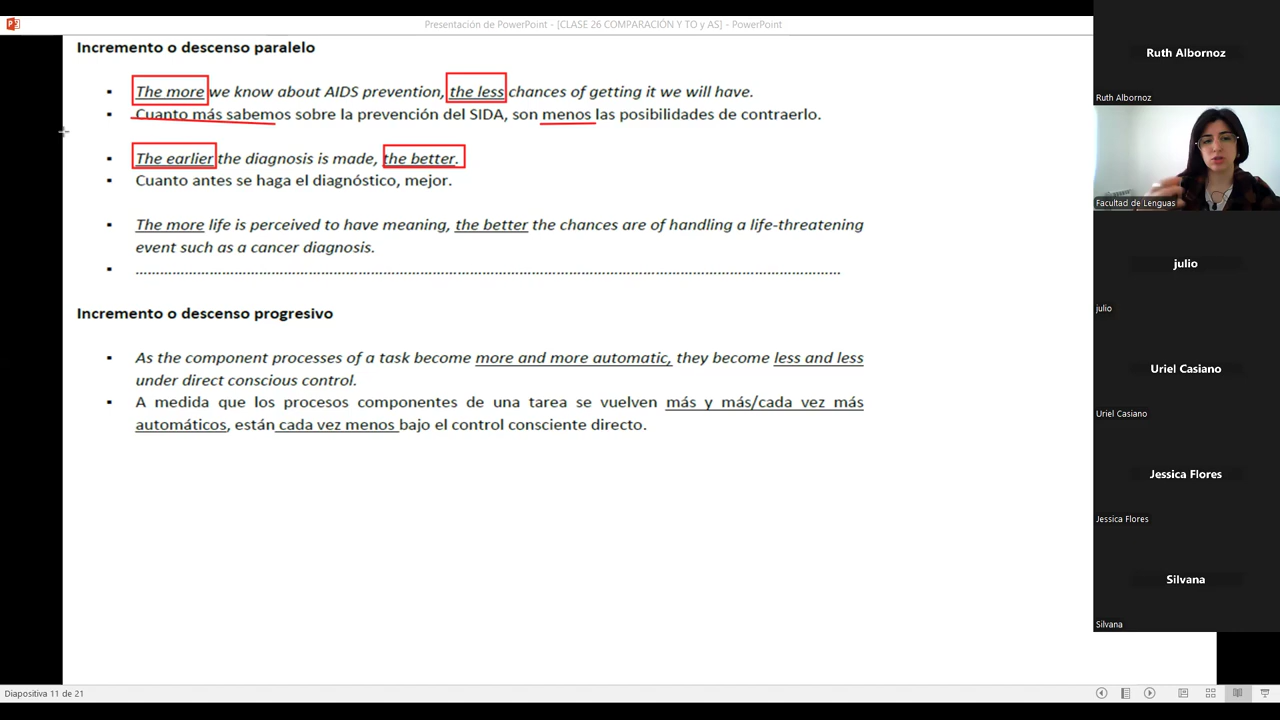 Presentación de PowerPoint - [CLASE 26 COMPARACIÓN Y TO y AS] - PowerPoint
Incremento o descenso paralelo
▪ The more we know about AIDS prevention, the less chances of getting it we will have.
▪ Cuanto más sabemos sobre la prevención del SIDA, son menos las posibilidades de contraerlo.
▪ The earlier the diagnosis is made, the better.
▪ Cuanto antes se haga el diagnóstico, mejor.
▪ The more life is perceived to have meaning, the better the chances are of handling a life-threatening
event such as a cancer diagnosis.
▪ ........................................................................................................................
Incremento o descenso progresivo
▪ As the component processes of a task become more and more automatic, they become less and less
under direct conscious control.
▪ A medida que los procesos componentes de una tarea se vuelven más y más/cada vez más
automáticos, están cada vez menos bajo el control consciente directo.
Diapositiva 11 de 21
Ruth Albornoz
Ruth Albornoz
Facultad de Lenguas
julio
julio
Uriel Casiano
Uriel Casiano
Jessica Flores
Jessica Flores
Silvana
Silvana